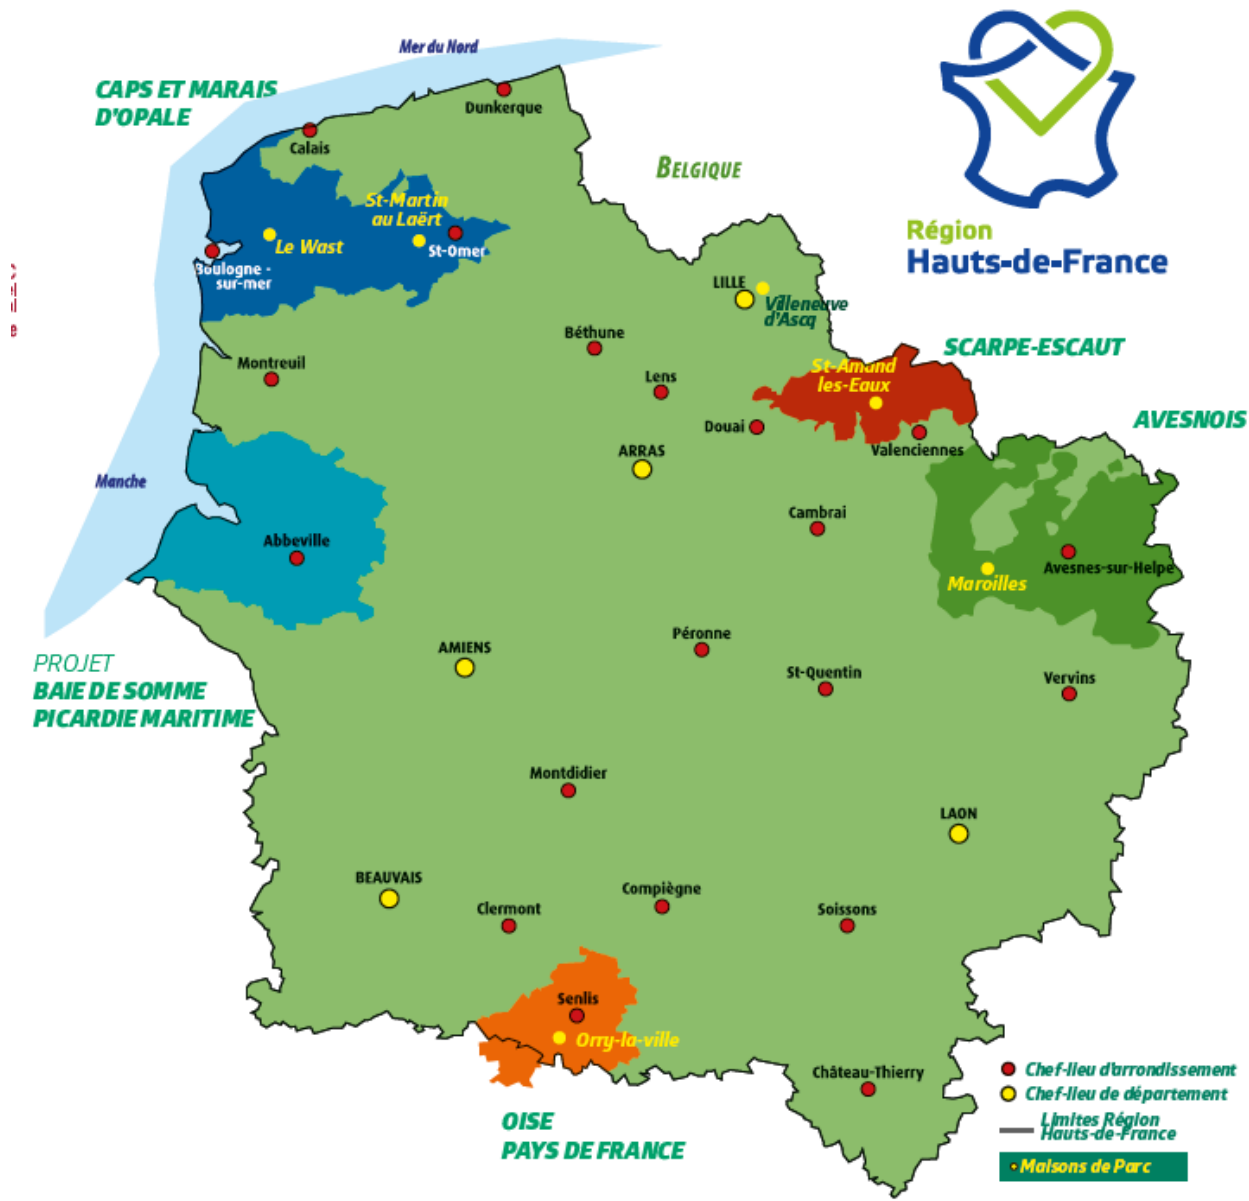 Mer du Nord
CAPS ET MARAIS
D'OPALE
Dunkerque
Calais
BELGIQUE
St-Martin
au Laërt
Le Wast
St-Omer
Boulogne -
sur-mer
Région
Hauts-de-France
LILLE
Villeneuve
d'Ascq
Béthune
SCARPE-ESCAUT
Montreuil
Lens
St-Amand
les-Eaux
AVESNOIS
Douai
Valenciennes
ARRAS
Manche
Cambrai
Abbeville
Avesnes-sur-Helpe
Maroilles
Péronne
AMIENS
PROJET
BAIE DE SOMME
PICARDIE MARITIME
St-Quentin
Vervins
Montdidier
LAON
BEAUVAIS
Compiègne
Clermont
Soissons
Senlis
Orry-la-ville
Château-Thierry
OISE
PAYS DE FRANCE
Chef-lieu d'arrondissement
Chef-lieu de département
Limites Région
Hauts-de-France
Maisons de Parc